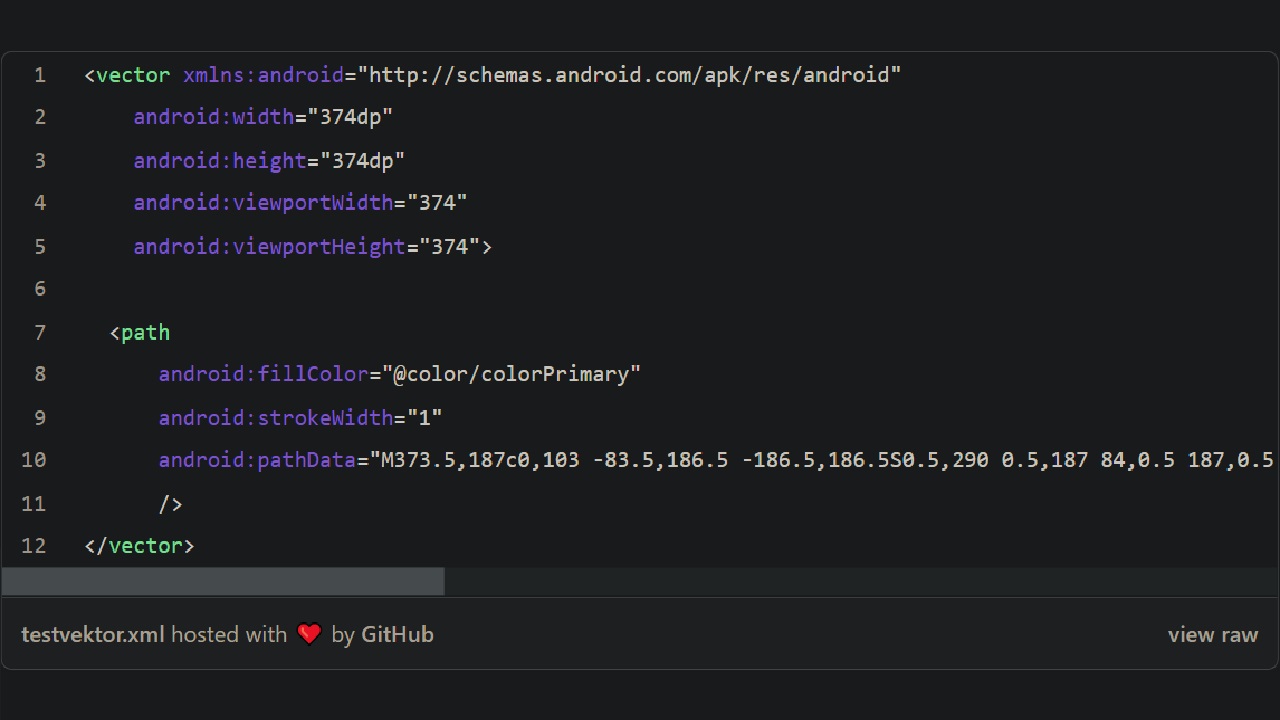 1 <vector xmlns:android="http://schemas.android.com/apk/res/android"
2 android:width="374dp"
3 android:height="374dp"
4 android:viewportWidth="374"
5 android:viewportHeight="374">
6
7 <path
8 android:fillColor="@color/colorPrimary"
9 android:strokeWidth="1"
10 android:pathData="M373.5,187c0,103 -83.5,186.5 -186.5,186.5S0.5,290 0.5,187 84,0.5 187,0.5
11 />
12 </vector>
testvektor.xml hosted with ❤ by GitHub view raw